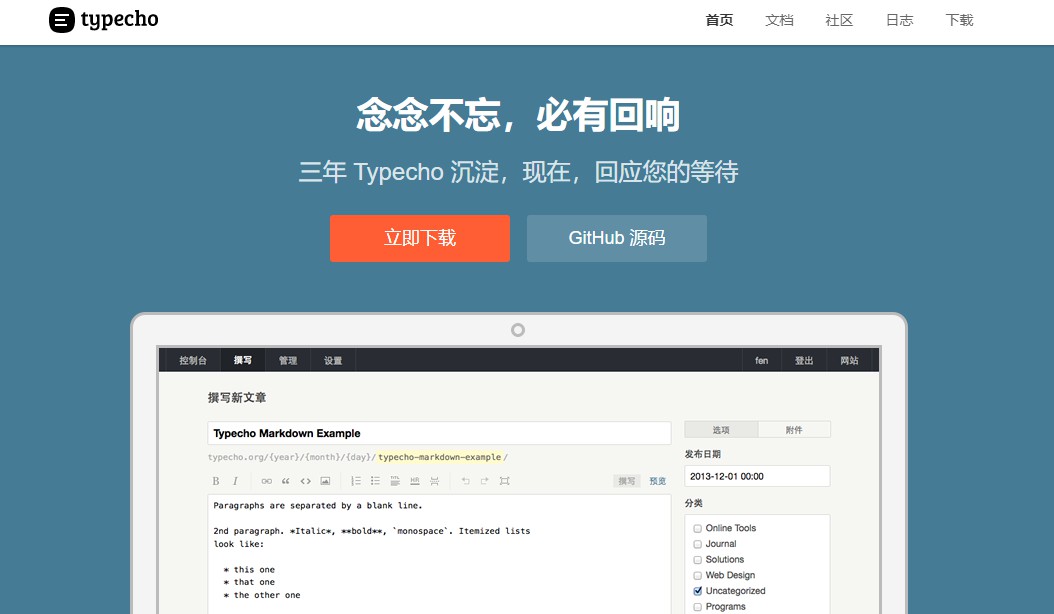 typecho
首页 文档 社区 日志 下载
念念不忘，必有回响
三年 Typecho 沉淀，现在，回应您的等待
立即下载 GitHub 源码
控制台 撰写 管理 设置 fen 登出 网站
撰写新文章
Typecho Markdown Example
typecho.org/{year}/{month}/{day}/typecho-markdown-example/
B I
撰写 预览
Paragraphs are separated by a blank line.
2nd paragraph. *Italic*, **bold**, `monospace`. Itemized lists
look like:
* this one
* that one
* the other one
选项 附件
发布日期
2013-12-01 00:00
分类
Online Tools
Journal
Solutions
Web Design
Uncategorized
Programs